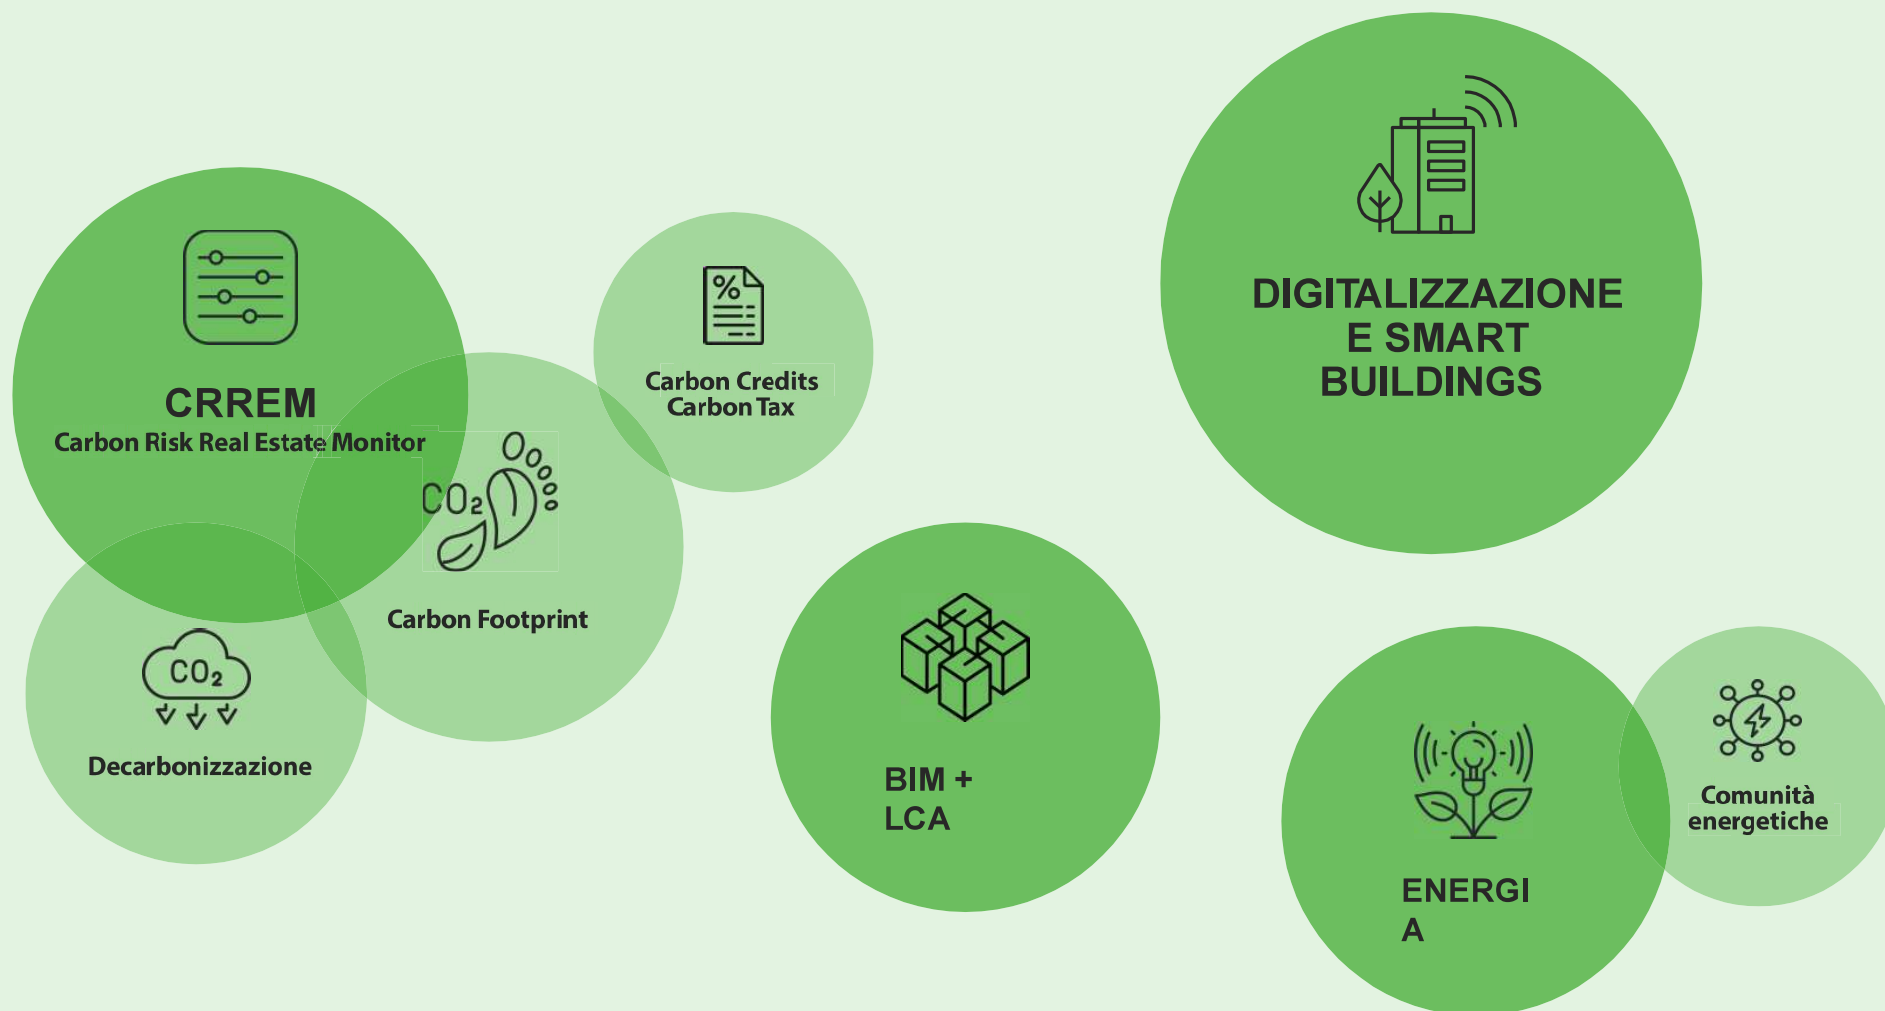 DIGITALIZZAZIONE
E SMART
BUILDINGS
%
Carbon Credits
Carbon Tax
CRREM
Carbon Risk Real Estate Monitor
CO₂
Carbon Footprint
CO₂
Decarbonizzazione
BIM +
LCA
ENERGI
A
Comunità
energetiche